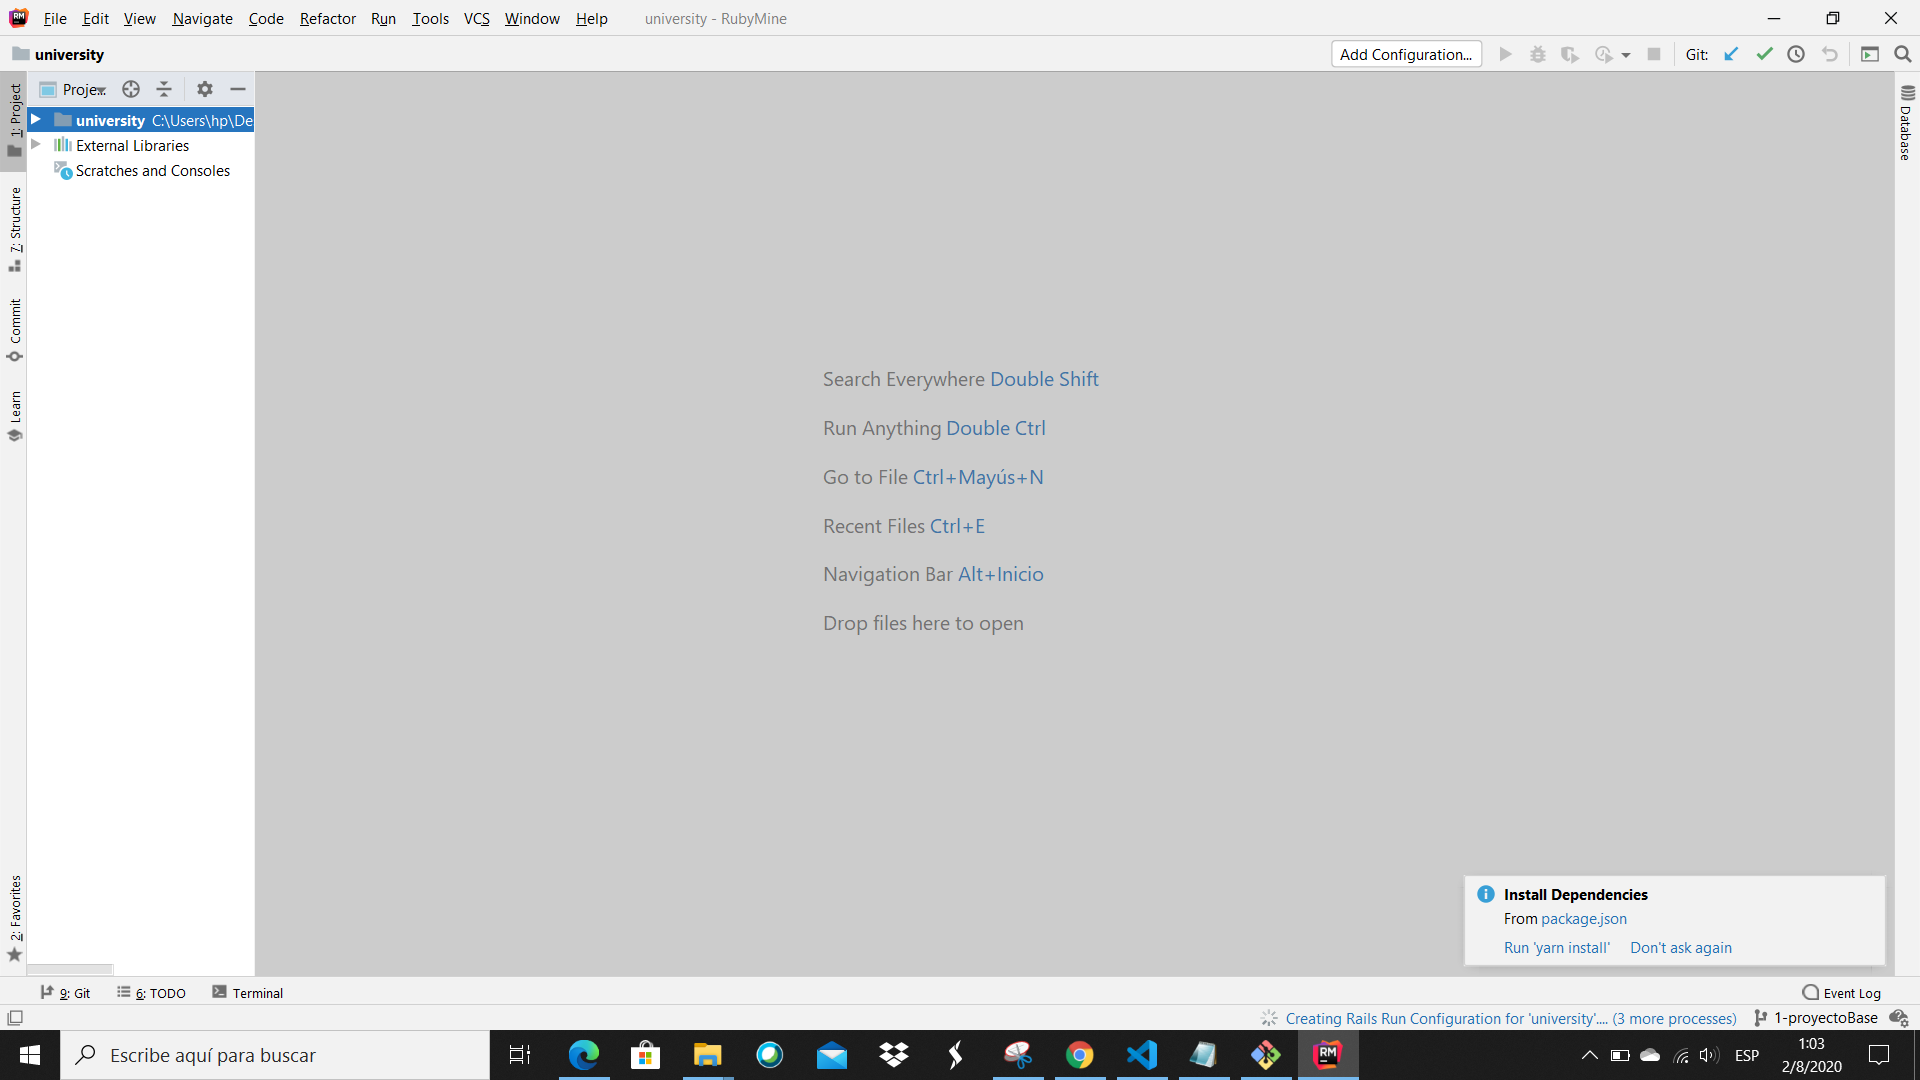 File Edit View Navigate Code Refactor Run Tools VCS Window Help university - RubyMine
university Add Configuration... Git:
Proje..
university C:\Users\hp\De
External Libraries
Scratches and Consoles
1: Project
7: Structure
Commit
Learn
2: Favorites
Database
Search Everywhere Double Shift
Run Anything Double Ctrl
Go to File Ctrl+Mayús+N
Recent Files Ctrl+E
Navigation Bar Alt+Inicio
Drop files here to open
Install Dependencies
From package.json
Run 'yarn install' Don't ask again
9: Git 6: TODO Terminal Event Log
Creating Rails Run Configuration for 'university'.... (3 more processes) 1-proyectoBase
Escribe aquí para buscar
RM
ESP
1:03
2/8/2020